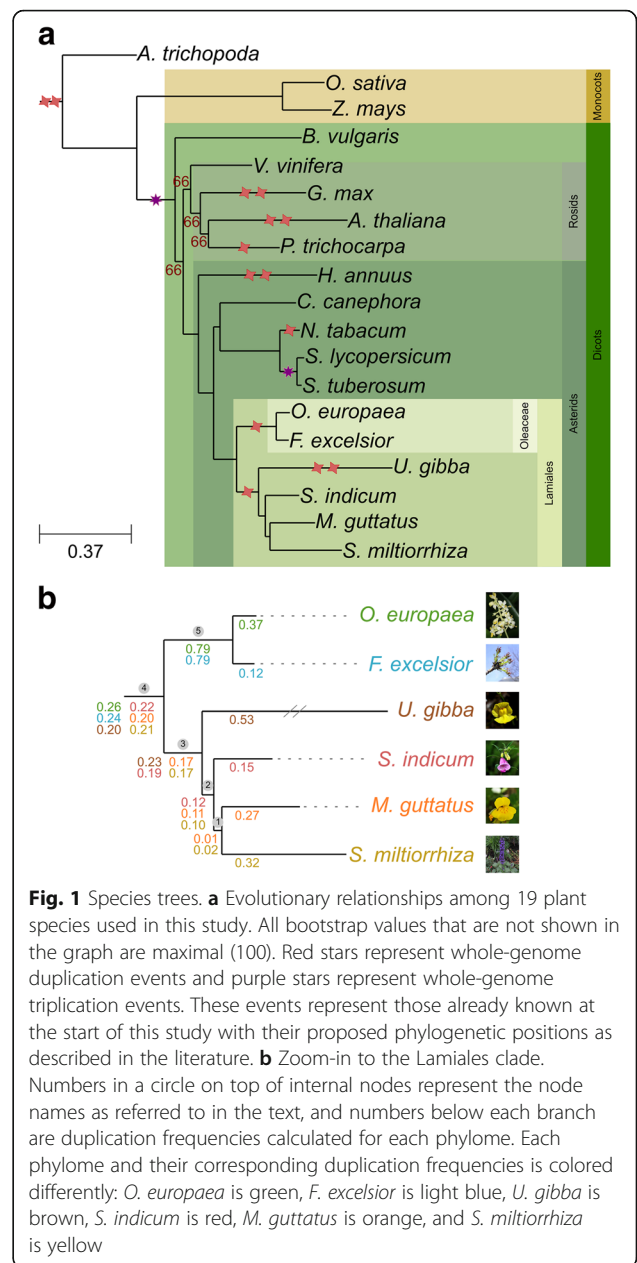 a
A. trichopoda
O. sativa
Z. mays
Monocots
B. vulgaris
V. vinifera
66
G. max
66
A. thaliana
66
P. trichocarpa
Rosids
66
H. annuus
C. canephora
N. tabacum
S. lycopersicum
S. tuberosum
Dicots
Asterids
O. europaea
F. excelsior
Oleaceae
U. gibba
Lamiales
S. indicum
M. guttatus
S. miltiorrhiza
0.37
b
5
0.37
O. europaea
0.79
0.79
0.12
F. excelsior
4
0.26 0.22
0.24 0.20
0.20 0.21
0.53
U. gibba
3
0.23 0.17
0.19 0.17
0.15
S. indicum
2
0.12
0.11
0.10
1
0.27
M. guttatus
0.01
0.02
0.32
S. miltiorrhiza
Fig. 1 Species trees. a Evolutionary relationships among 19 plant
species used in this study. All bootstrap values that are not shown in
the graph are maximal (100). Red stars represent whole-genome
duplication events and purple stars represent whole-genome
triplication events. These events represent those already known at
the start of this study with their proposed phylogenetic positions as
described in the literature. b Zoom-in to the Lamiales clade.
Numbers in a circle on top of internal nodes represent the node
names as referred to in the text, and numbers below each branch
are duplication frequencies calculated for each phylome. Each
phylome and their corresponding duplication frequencies is colored
differently: O. europaea is green, F. excelsior is light blue, U. gibba is
brown, S. indicum is red, M. guttatus is orange, and S. miltiorrhiza
is yellow